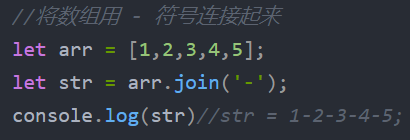 //将数组用 - 符号连接起来
let arr = [1,2,3,4,5];
let str = arr.join('-');
console.log(str)//str = 1-2-3-4-5;